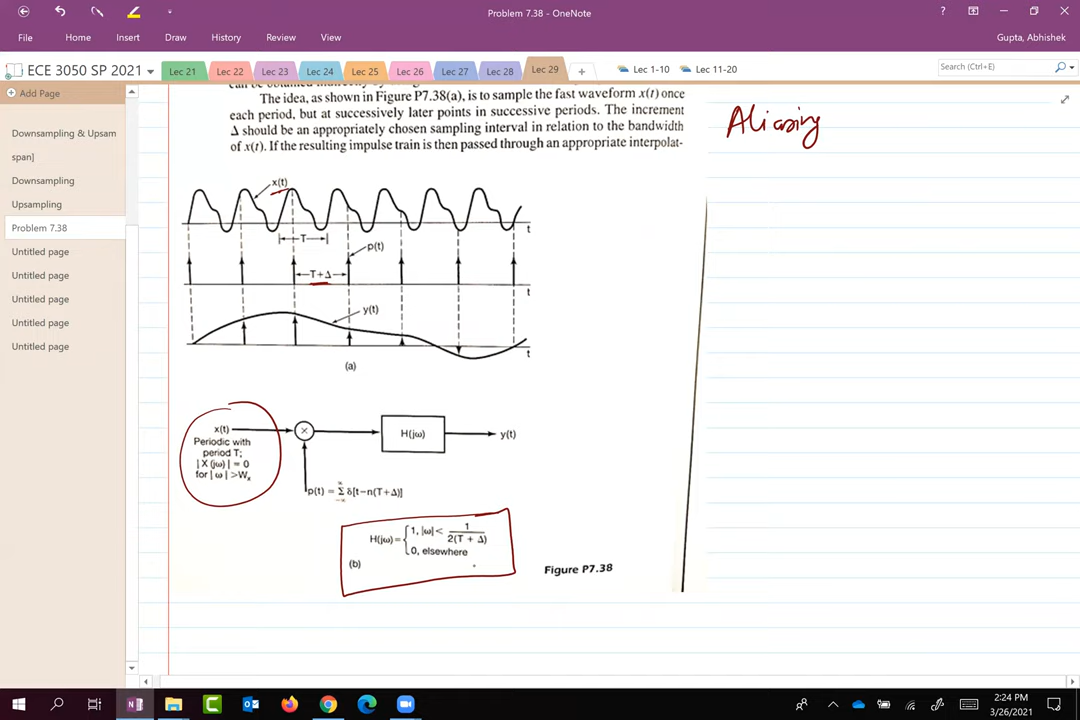 Problem 7.38 - OneNote
?
Gupta, Abhishek
File
Home
Insert
Draw
History
Review
View
ECE 3050 SP 2021
Lec 21
Lec 22
Lec 23
Lec 24
Lec 25
Lec 26
Lec 27
Lec 28
Lec 29
Lec 1-10
Lec 11-20
Search (Ctrl+E)
Add Page
Downsampling & Upsam
span]
Downsampling
Upsampling
Problem 7.38
Untitled page
Untitled page
Untitled page
Untitled page
Untitled page
The idea, as shown in Figure P7.38(a), is to sample the fast waveform x(t) once
each period, but at successively later points in successive periods. The increment
Δ should be an appropriately chosen sampling interval in relation to the bandwidth
of x(t). If the resulting impulse train is then passed through an appropriate interpolat-
Aliasing
x(t)
t
T
p(t)
T+Δ
t
y(t)
t
(a)
x(t)
Periodic with
period T;
|X(jω)| = 0
for |ω| >Wx
×
H(jω)
y(t)
p(t) = Σ δ[t-n(T+Δ)]
∞
-∞
H(jω)= { 1, |ω| < 1 / 2(T + Δ)
0, elsewhere
(b)
Figure P7.38
2:24 PM
3/26/2021